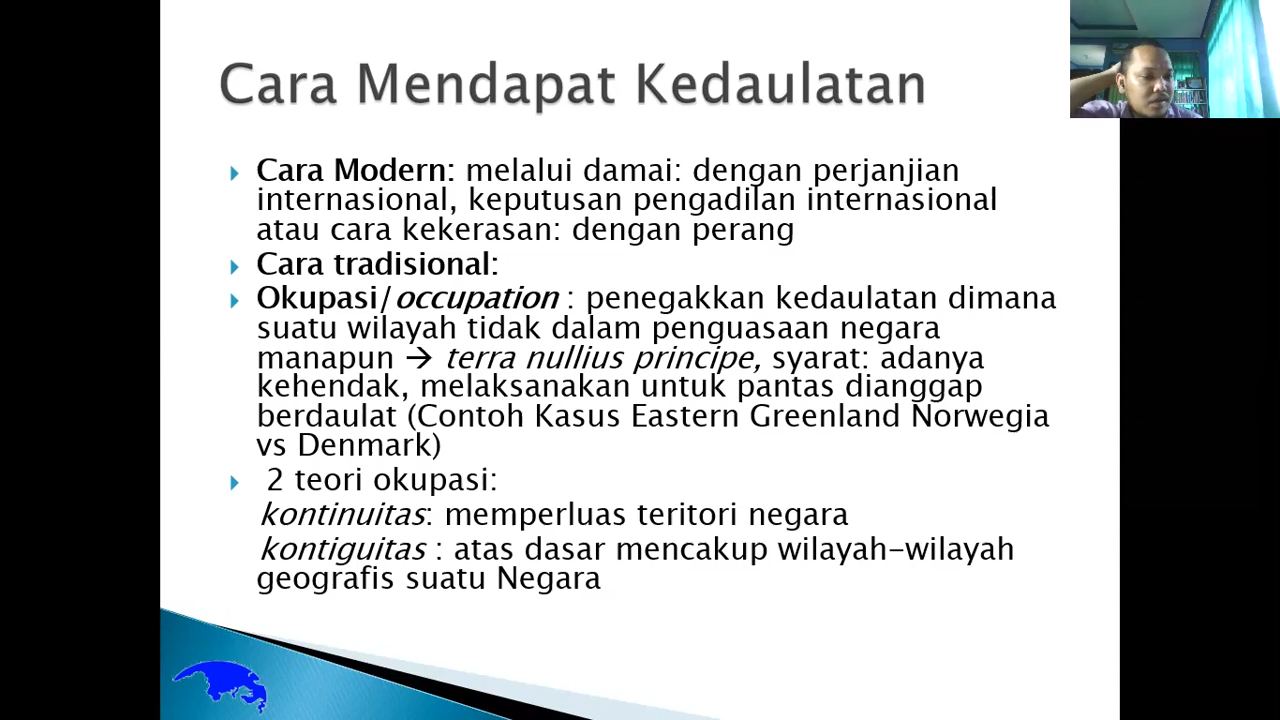 Cara Mendapat Kedaulatan
Cara Modern: melalui damai: dengan perjanjian
internasional, keputusan pengadilan internasional
atau cara kekerasan: dengan perang
Cara tradisional:
Okupasi/occupation : penegakkan kedaulatan dimana
suatu wilayah tidak dalam penguasaan negara
manapun → terra nullius principe, syarat: adanya
kehendak, melaksanakan untuk pantas dianggap
berdaulat (Contoh Kasus Eastern Greenland Norwegia
vs Denmark)
2 teori okupasi:
kontinuitas: memperluas teritori negara
kontiguitas : atas dasar mencakup wilayah-wilayah
geografis suatu Negara